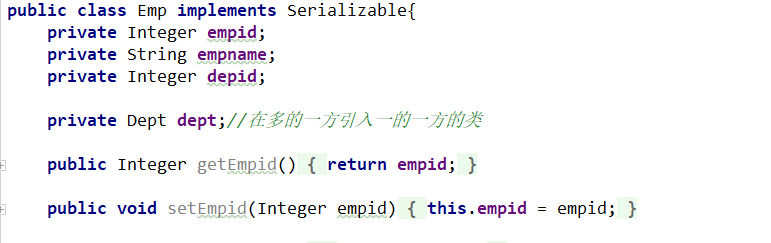 public class Emp implements Serializable{
private Integer empid;
private String empname;
private Integer depid;
private Dept dept;//在多的一方引入一的一方的类
public Integer getEmpid() { return empid; }
public void setEmpid(Integer empid) { this.empid = empid; }